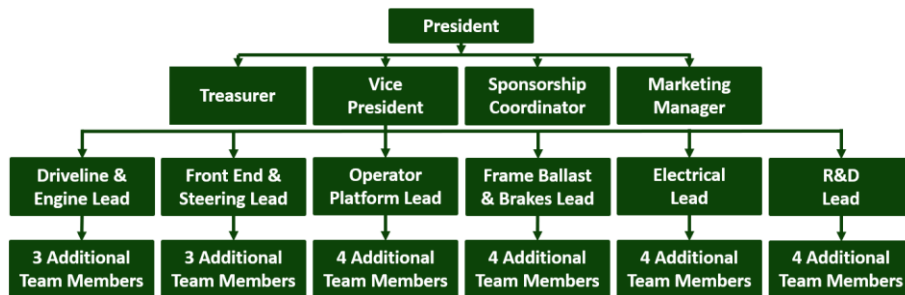 President
Treasurer
Vice
President
Sponsorship
Coordinator
Marketing
Manager
Driveline &
Engine Lead
Front End &
Steering Lead
Operator
Platform Lead
Frame Ballast
& Brakes Lead
Electrical
Lead
R&D
Lead
3 Additional
Team Members
3 Additional
Team Members
4 Additional
Team Members
4 Additional
Team Members
4 Additional
Team Members
4 Additional
Team Members